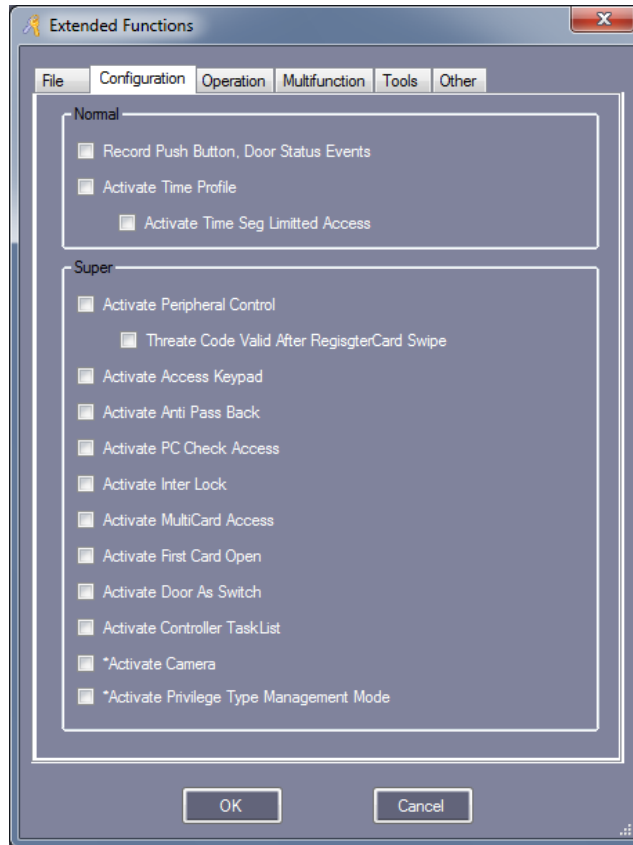 Extended Functions
File Configuration Operation Multifunction Tools Other
Normal
Record Push Button, Door Status Events
Activate Time Profile
Activate Time Seg Limitted Access
Super
Activate Peripheral Control
Threate Code Valid After RegisgterCard Swipe
Activate Access Keypad
Activate Anti Pass Back
Activate PC Check Access
Activate Inter Lock
Activate MultiCard Access
Activate First Card Open
Activate Door As Switch
Activate Controller TaskList
*Activate Camera
*Activate Privilege Type Management Mode
OK Cancel